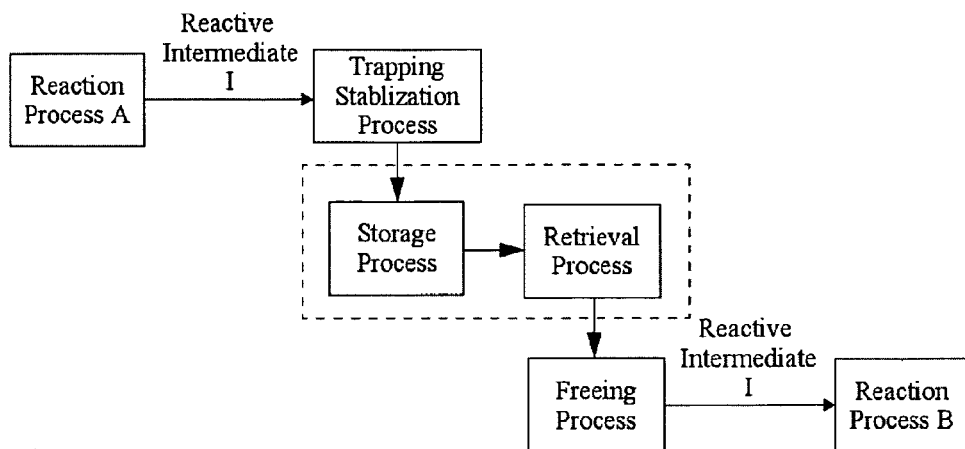 Reactive
Intermediate
I
Reaction
Process A
Trapping
Stablization
Process
Storage
Process
Retrieval
Process
Reactive
Intermediate
I
Freeing
Process
Reaction
Process B